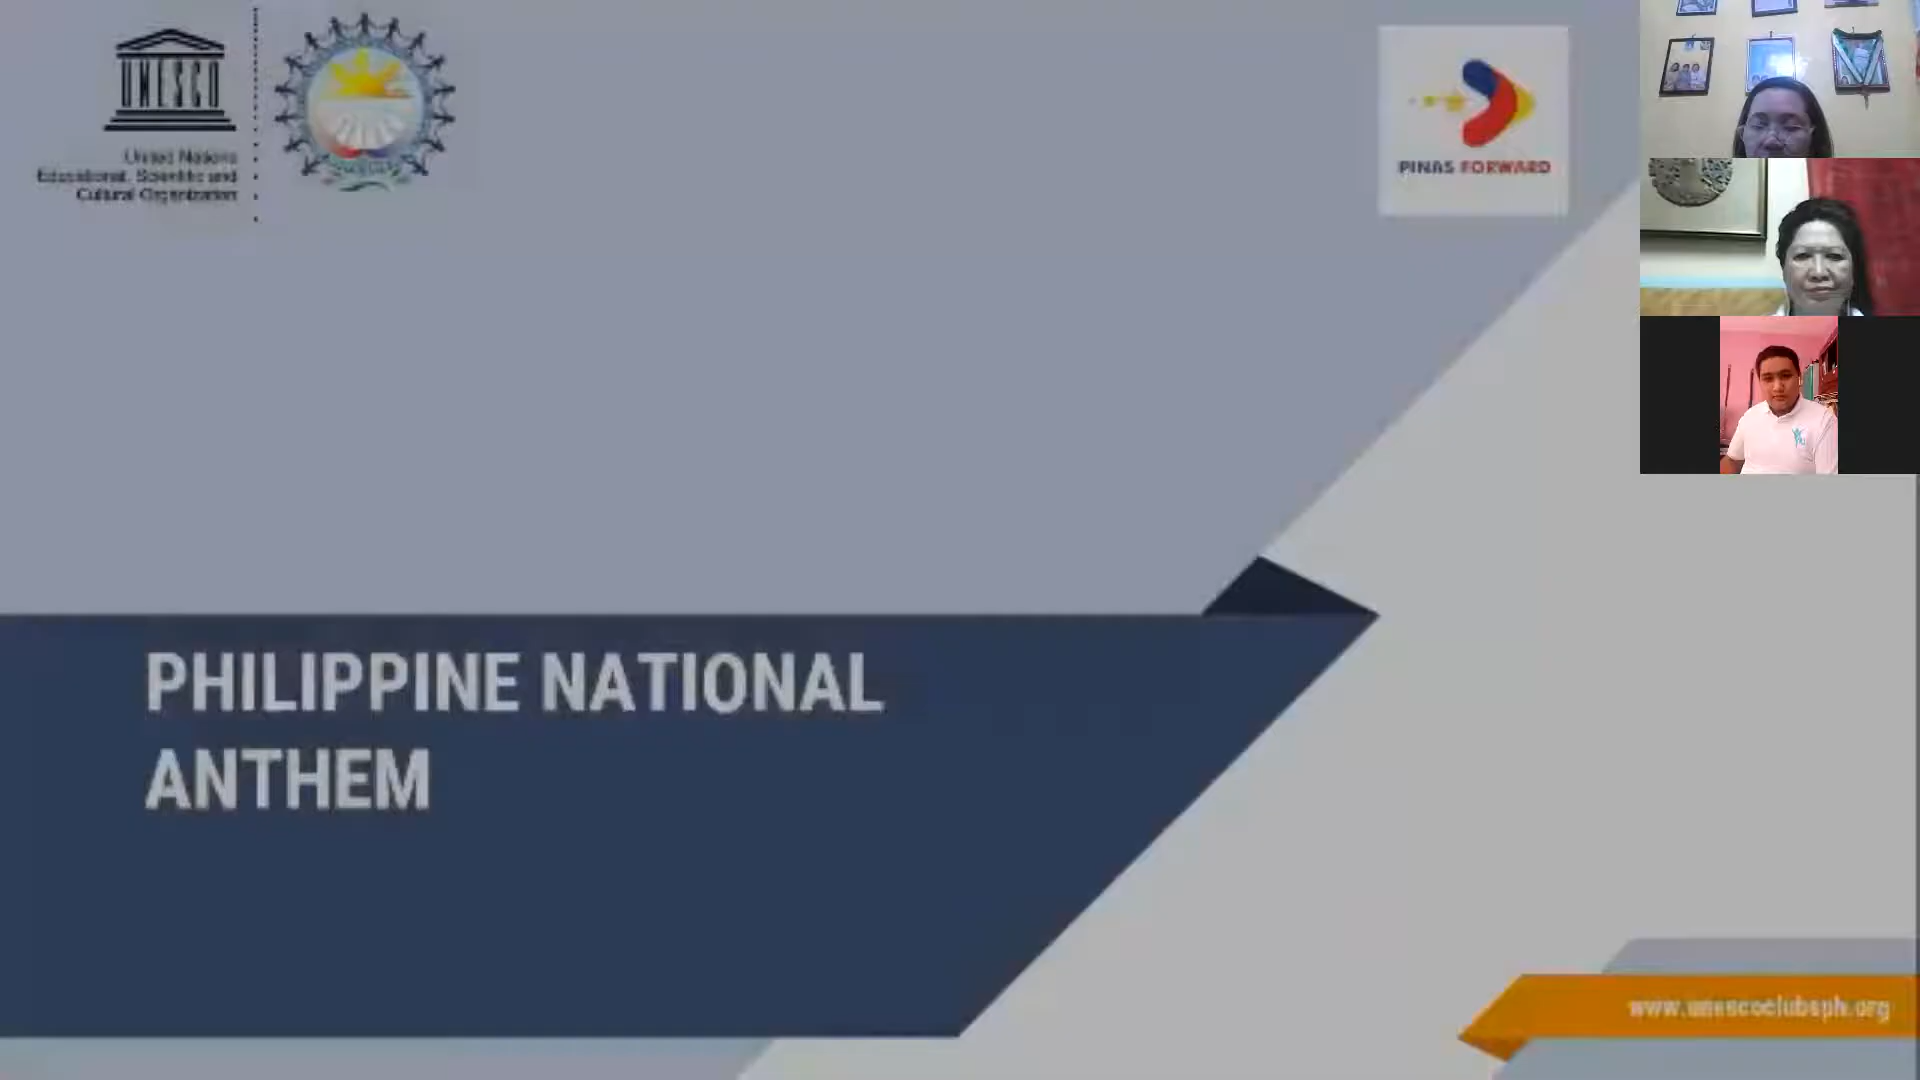 UNESCO
United Nations
Educational, Scientific and
Cultural Organization
PINAS FORWARD
PHILIPPINE NATIONAL
ANTHEM
www.unescoclubsph.org